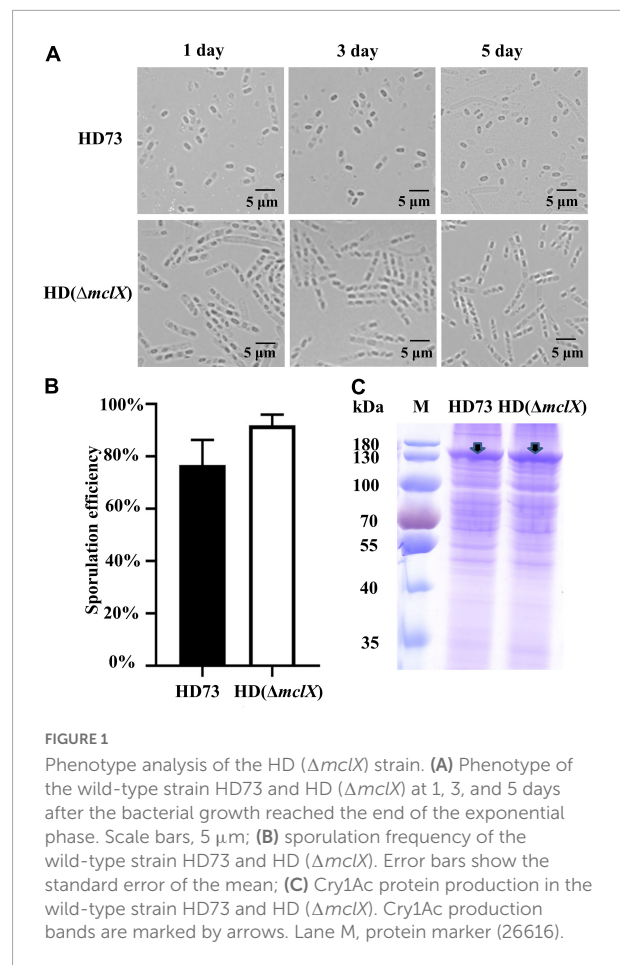 A
1 day 3 day 5 day
HD73
5 µm 5 µm 5 µm
HD(ΔmclX)
5 µm 5 µm 5 µm
B
Sporulation efficiency
100%
80%
60%
40%
20%
0%
HD73 HD(ΔmclX)
C
kDa M HD73 HD(ΔmclX)
180
130
100
70
55
40
35
FIGURE 1
Phenotype analysis of the HD (ΔmclX) strain. (A) Phenotype of
the wild-type strain HD73 and HD (ΔmclX) at 1, 3, and 5 days
after the bacterial growth reached the end of the exponential
phase. Scale bars, 5 µm; (B) sporulation frequency of the
wild-type strain HD73 and HD (ΔmclX). Error bars show the
standard error of the mean; (C) Cry1Ac protein production in the
wild-type strain HD73 and HD (ΔmclX). Cry1Ac production
bands are marked by arrows. Lane M, protein marker (26616).